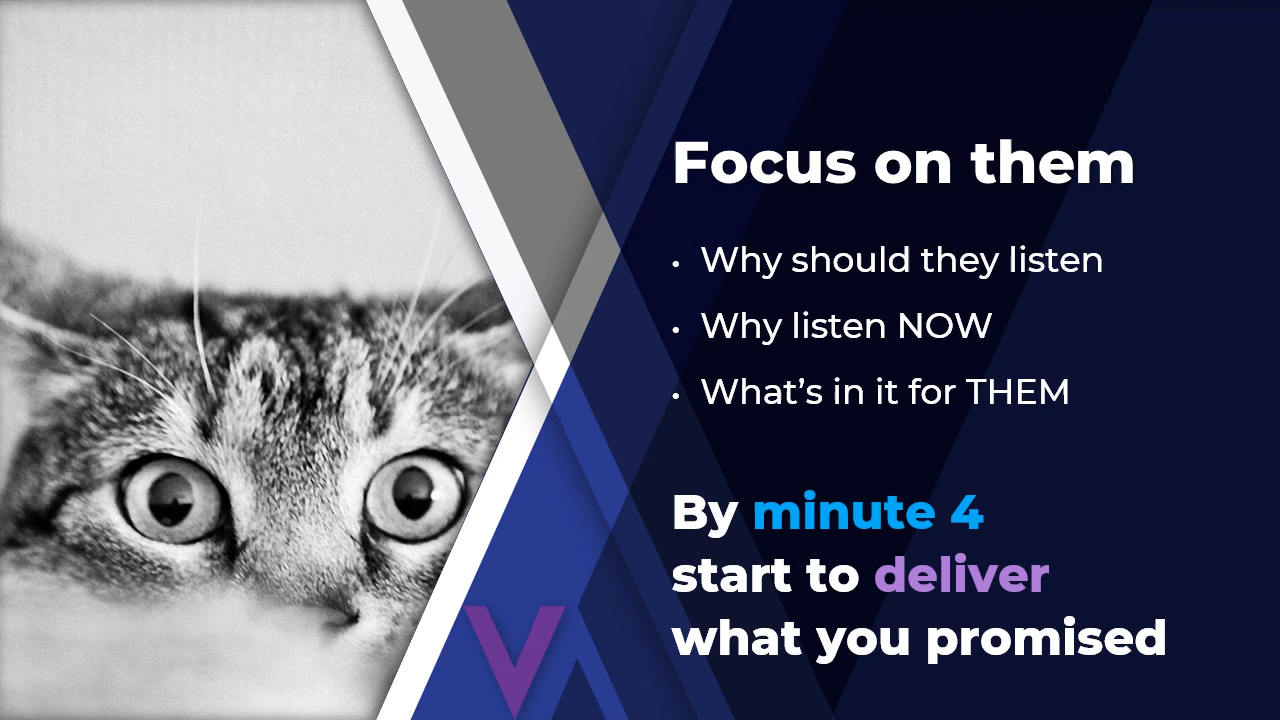 Focus on them
• Why should they listen
• Why listen NOW
• What’s in it for THEM
By minute 4
start to deliver
what you promised